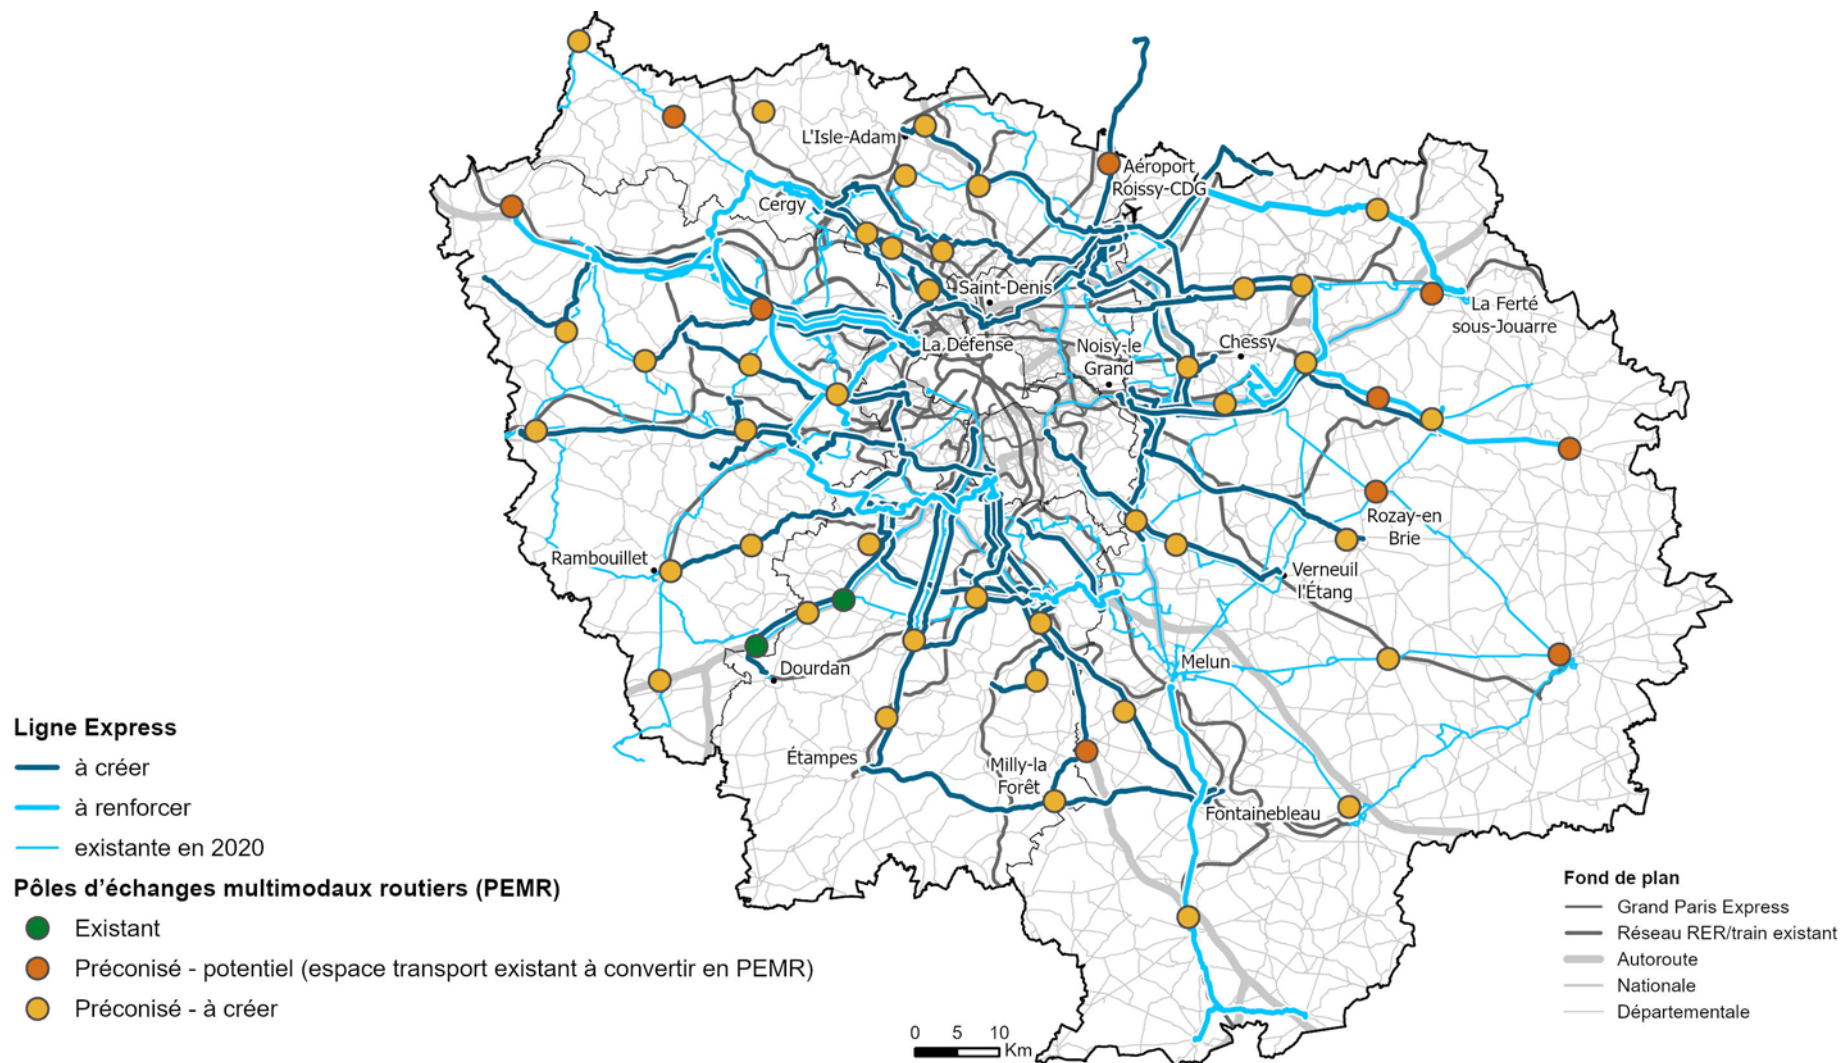 L'Isle-Adam
Aéroport
Roissy-CDG
Cergy
Saint-Denis
La Ferté
sous-Jouarre
La Défense
Noisy-le
Grand
Chessy
Rozay-en
Brie
Rambouillet
Verneuil
l'Étang
Melun
Dourdan
Étampes
Milly-la
Forêt
Fontainebleau
Ligne Express
à créer
à renforcer
existante en 2020
Pôles d'échanges multimodaux routiers (PEMR)
Existant
Préconisé - potentiel (espace transport existant à convertir en PEMR)
Préconisé - à créer
0 5 10
Km
Fond de plan
Grand Paris Express
Réseau RER/train existant
Autoroute
Nationale
Départementale